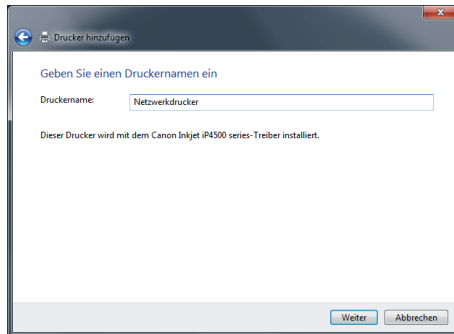 Drucker hinzufügen
Geben Sie einen Druckernamen ein
Druckername: Netzwerkdrucker
Dieser Drucker wird mit dem Canon Inkjet iP4500 series-Treiber installiert.
Weiter Abbrechen